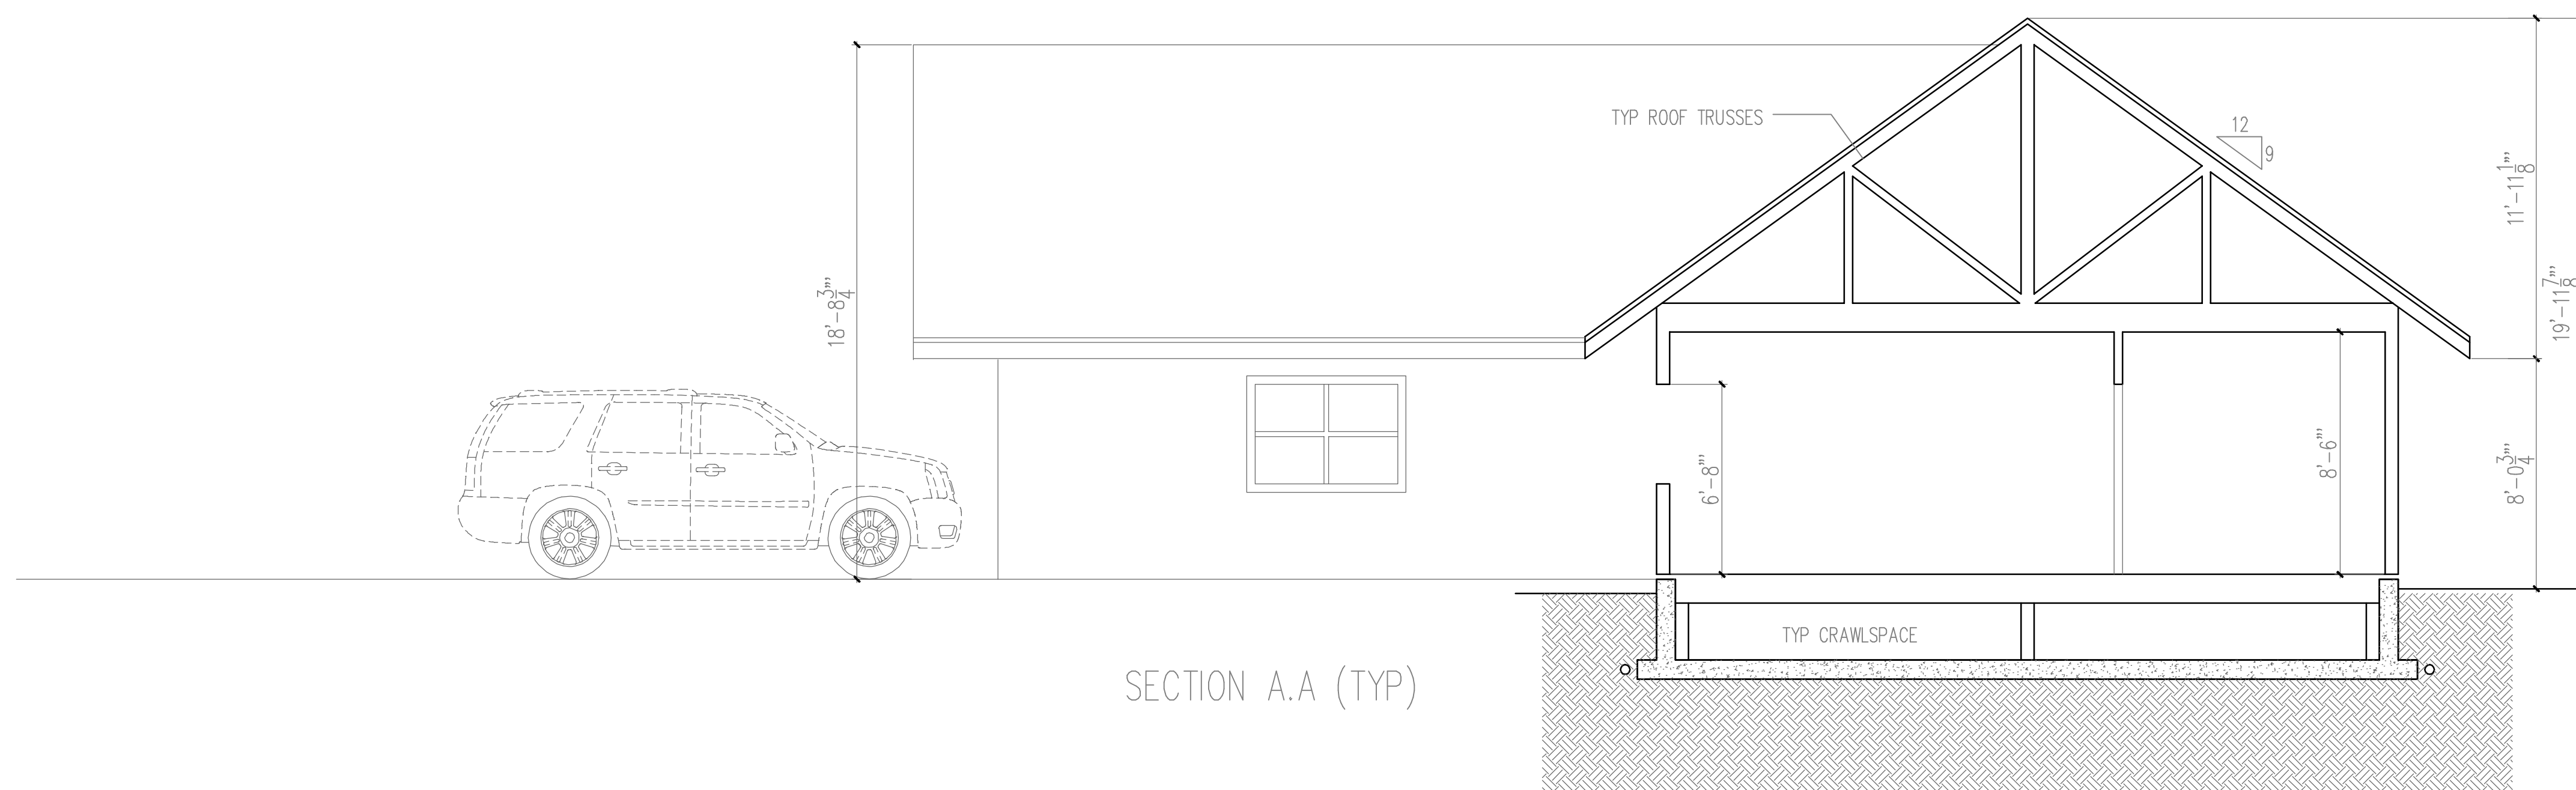 TYP ROOF TRUSSES
12
9
11'-11 1/8"
18'-8 3/4"
19'-11 7/8"
6'-8"
8'-6"
8'-0 3/4"
TYP CRAWLSPACE
SECTION A.A (TYP)